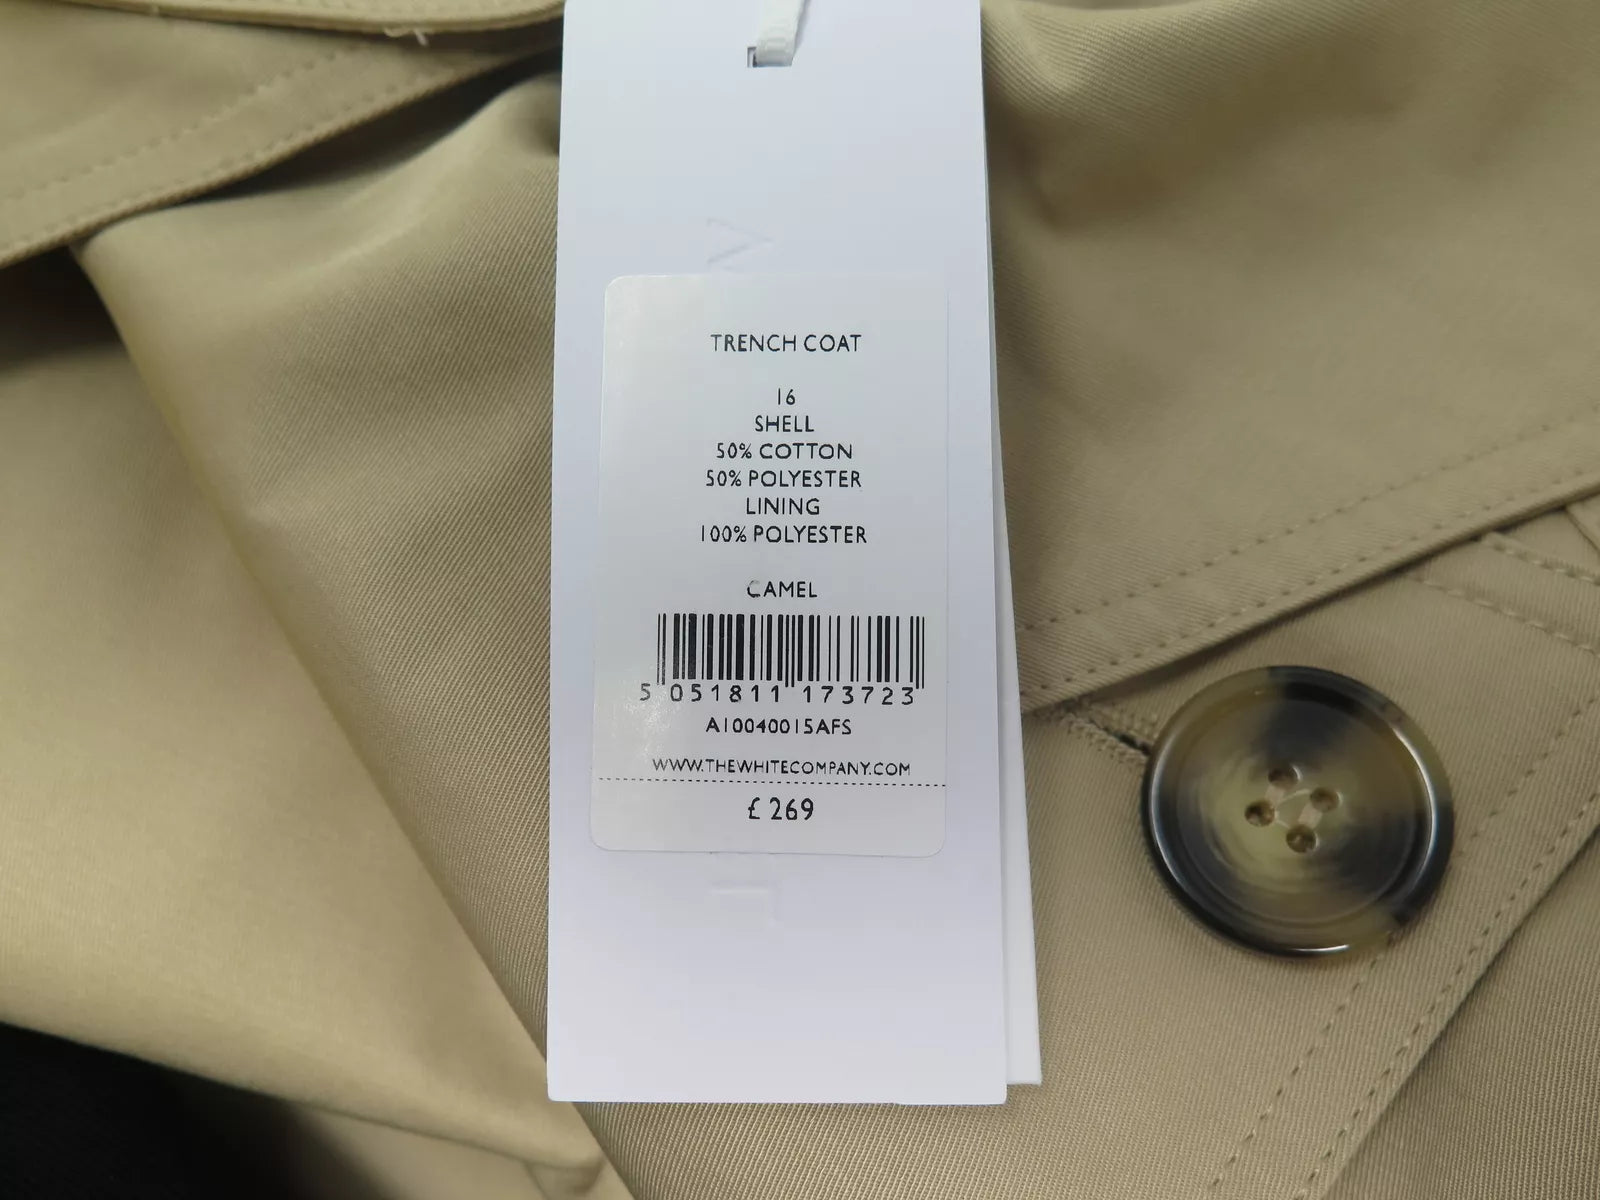 TRENCH COAT
16
SHELL
50% COTTON
50% POLYESTER
LINING
100% POLYESTER
CAMEL
5 051811 173723
A10040015AFS
WWW.THEWHITECOMPANY.COM
£ 269